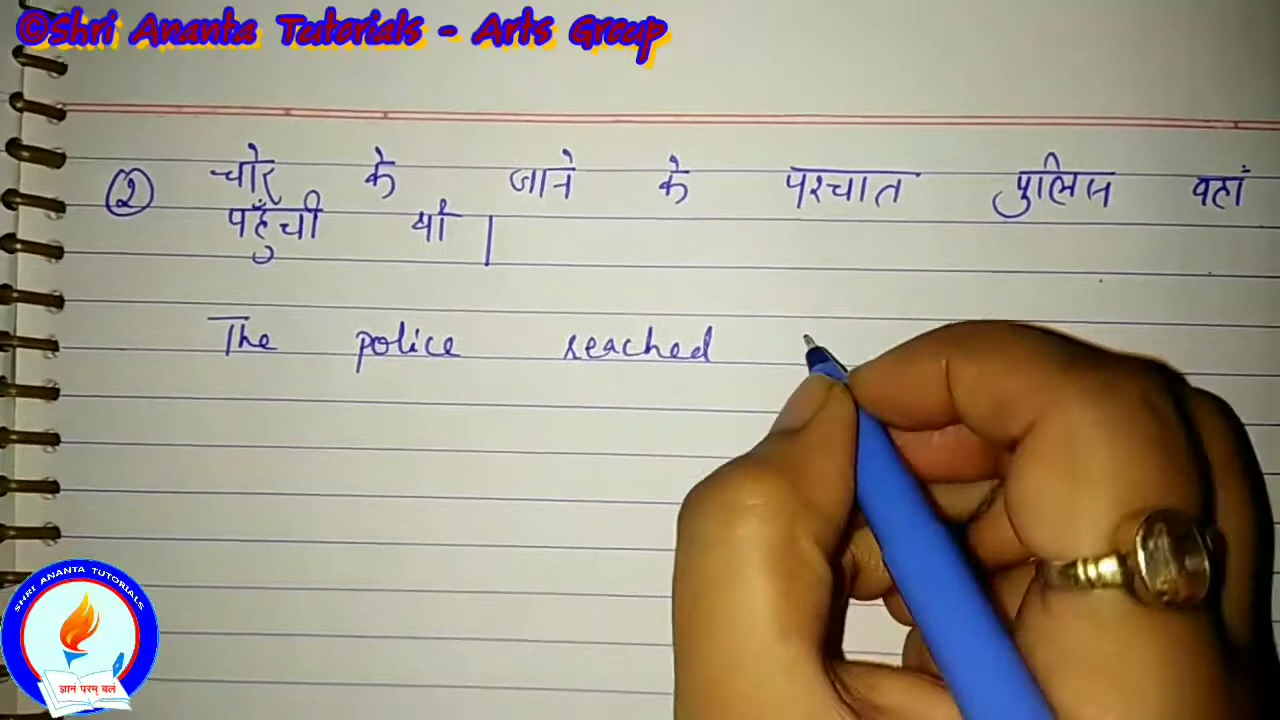 ©Shri Ananta Tutorials - Arts Group
② चोर के जाने के पश्चात पुलिस वहाँ
पहुँची थी |
The police reached
SHRI ANANTA TUTORIALS
ज्ञानं परमं बलं